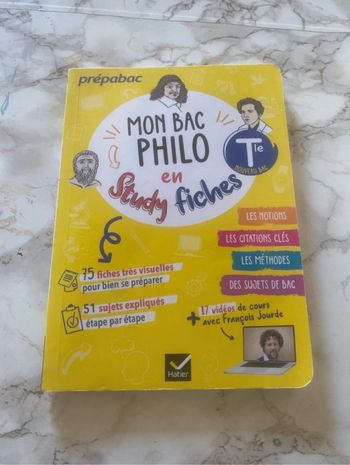 prépabac
MON BAC
PHILO
en
Study fiches
Tle
NOUVEAU BAC
LES NOTIONS
LES CITATIONS CLÉS
LES MÉTHODES
DES SUJETS DE BAC
75 fiches très visuelles
pour bien se préparer
51 sujets expliqués
étape par étape
+ 17 vidéos de cours
avec François Jourde
Hatier